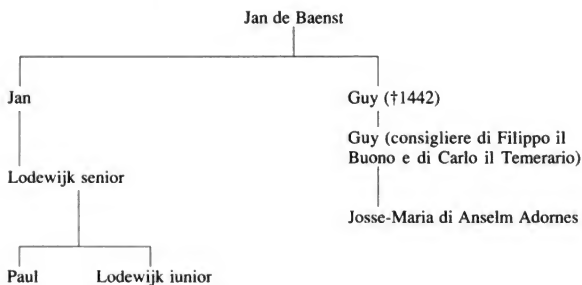 Jan de Baenst
Jan
Guy (†1442)
Guy (consigliere di Filippo il
Buono e di Carlo il Temerario)
Lodewijk senior
Josse-Maria di Anselm Adornes
Paul
Lodewijk iunior